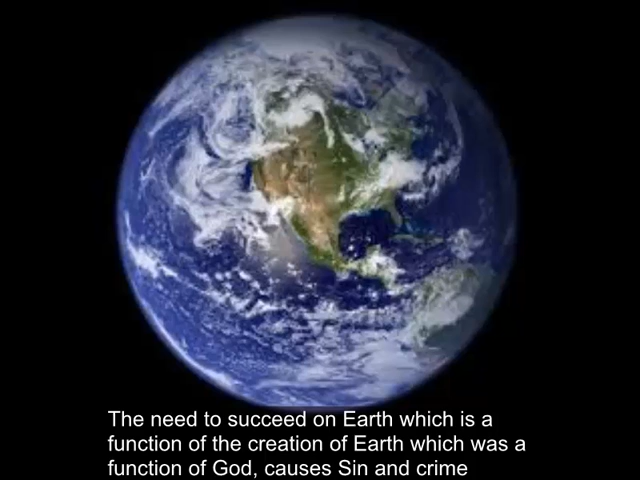 The need to succeed on Earth which is a
function of the creation of Earth which was a
function of God, causes Sin and crime